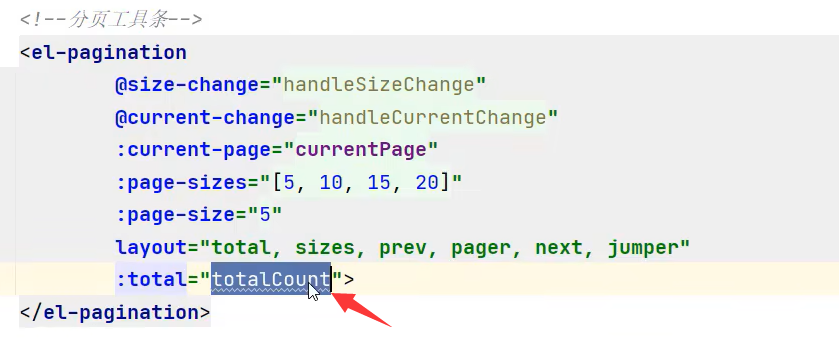 <!--分页工具条-->
<el-pagination
@size-change="handleSizeChange"
@current-change="handleCurrentChange"
:current-page="currentPage"
:page-sizes="[5, 10, 15, 20]"
:page-size="5"
layout="total, sizes, prev, pager, next, jumper"
:total="totalCount">
</el-pagination>